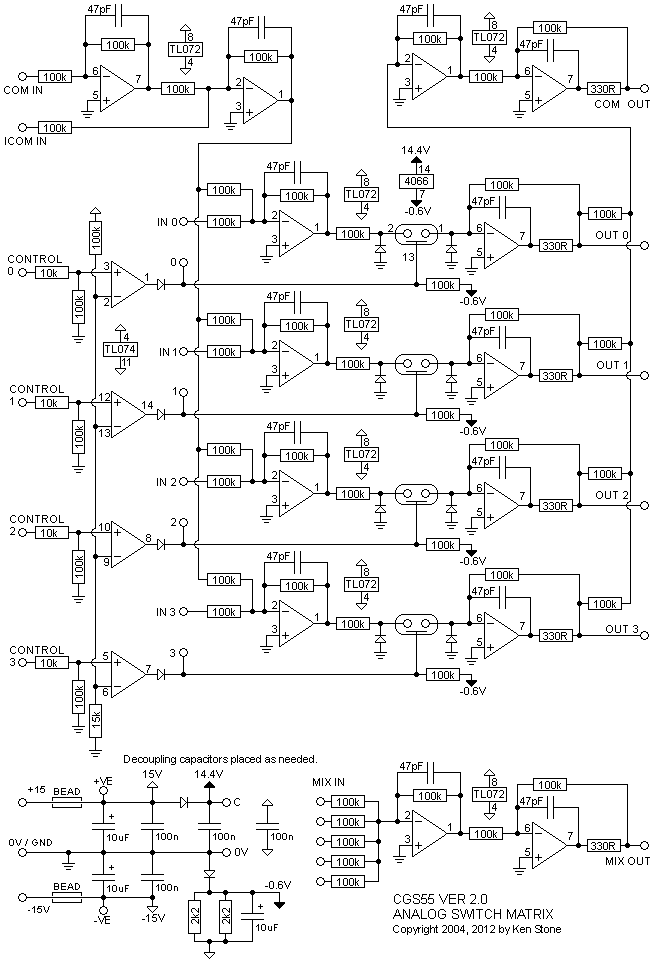 47pF
100k
8
TL072
4
47pF
100k
COM IN
100k
6
5
7
100k
2
3
1
ICOM IN
100k
47pF
100k
8
TL072
4
100k
47pF
2
3
1
100k
6
5
7
330R
COM OUT
100k
IN 0
100k
47pF
100k
2
3
1
8
TL072
4
100k
14.4V
14
4066
7
-0.6V
2
1
13
100k
47pF
6
5
7
330R
100k
OUT 0
100k
-0.6V
100k
CONTROL
0
10k
100k
3
2
1
0
4
TL074
11
100k
IN 1
100k
47pF
100k
2
3
1
8
TL072
4
100k
100k
47pF
6
5
7
330R
100k
OUT 1
100k
-0.6V
CONTROL
1
10k
100k
12
13
14
1
100k
IN 2
100k
47pF
100k
2
3
1
8
TL072
4
100k
100k
47pF
6
5
7
330R
100k
OUT 2
100k
-0.6V
CONTROL
2
10k
100k
10
9
8
2
100k
IN 3
100k
47pF
100k
2
3
1
8
TL072
4
100k
100k
47pF
6
5
7
330R
100k
OUT 3
100k
-0.6V
CONTROL
3
10k
100k
5
6
7
3
15k
Decoupling capacitors placed as needed.
+15
BEAD
+VE
15V
14.4V
C
+
10uF
100n
100n
100n
0V / GND
0V
+
10uF
100n
-15V
BEAD
-VE
-15V
2k2
2k2
+
10uF
-0.6V
MIX IN
100k
100k
100k
100k
100k
47pF
100k
2
3
1
8
TL072
4
100k
100k
47pF
6
5
7
330R
MIX OUT
CGS55 VER 2.0
ANALOG SWITCH MATRIX
Copyright 2004, 2012 by Ken Stone